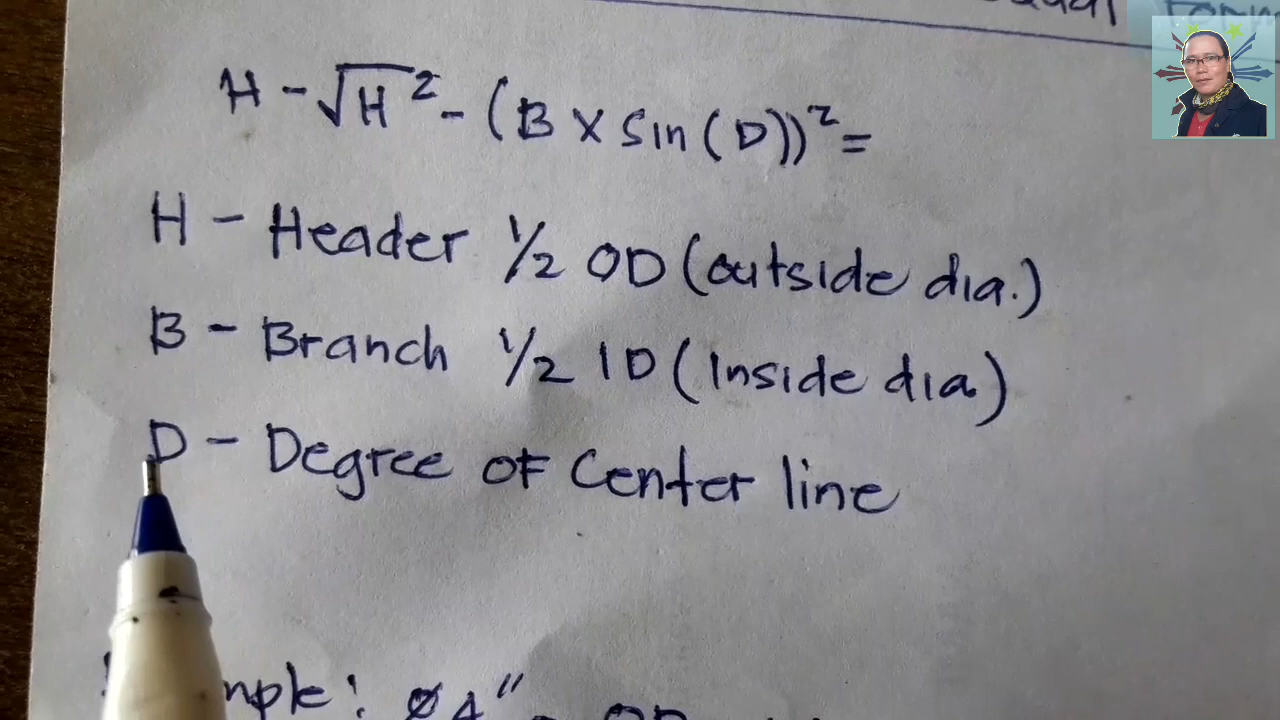 H - √H² - (B X Sin (D))² =
H - Header 1/2 OD (outside dia.)
B - Branch 1/2 ID (Inside dia)
D - Degree OF Center line
ø4"